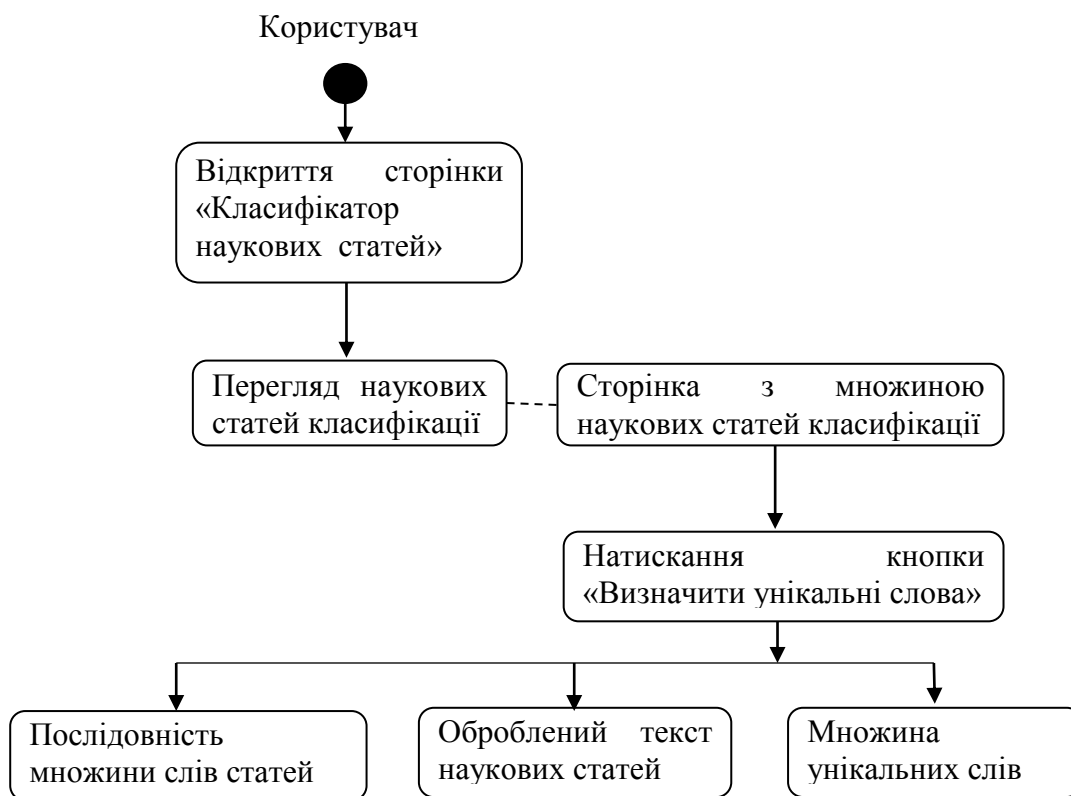 Користувач
Відкриття сторінки
«Класифікатор
наукових статей»
Перегляд наукових
статей класифікації
Сторінка з множиною
наукових статей класифікації
Натискання кнопки
«Визначити унікальні слова»
Послідовність
множини слів статей
Оброблений текст
наукових статей
Множина
унікальних слів